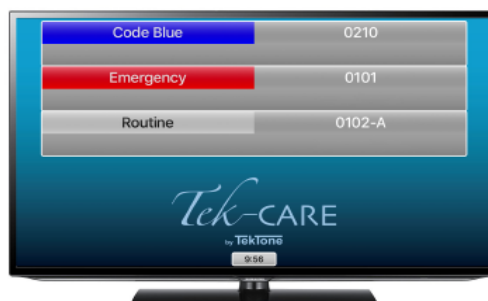 Code Blue 0210
Emergency 0101
Routine 0102-A
Tek-CARE
by TekTone
9:56